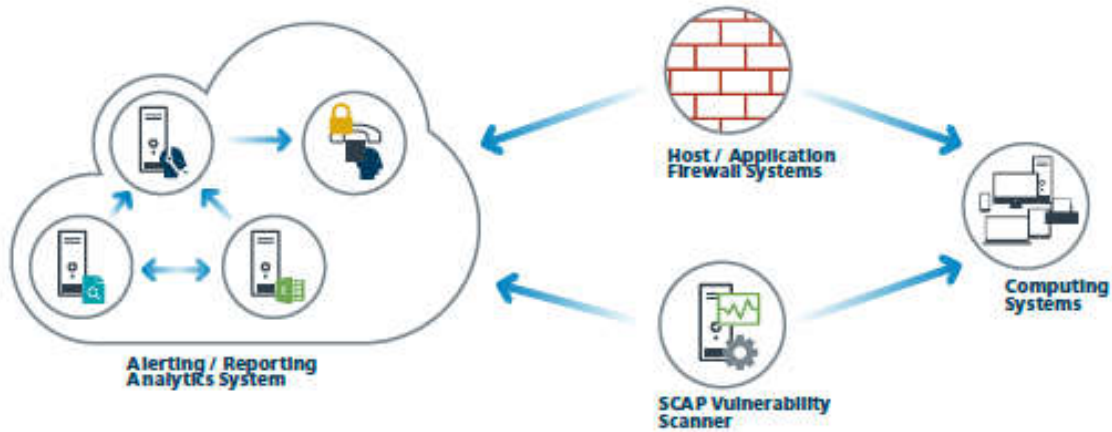 Host / Application
Firewall Systems
Computing
Systems
Alerting / Reporting
Analytics System
SCAP Vulnerability
Scanner